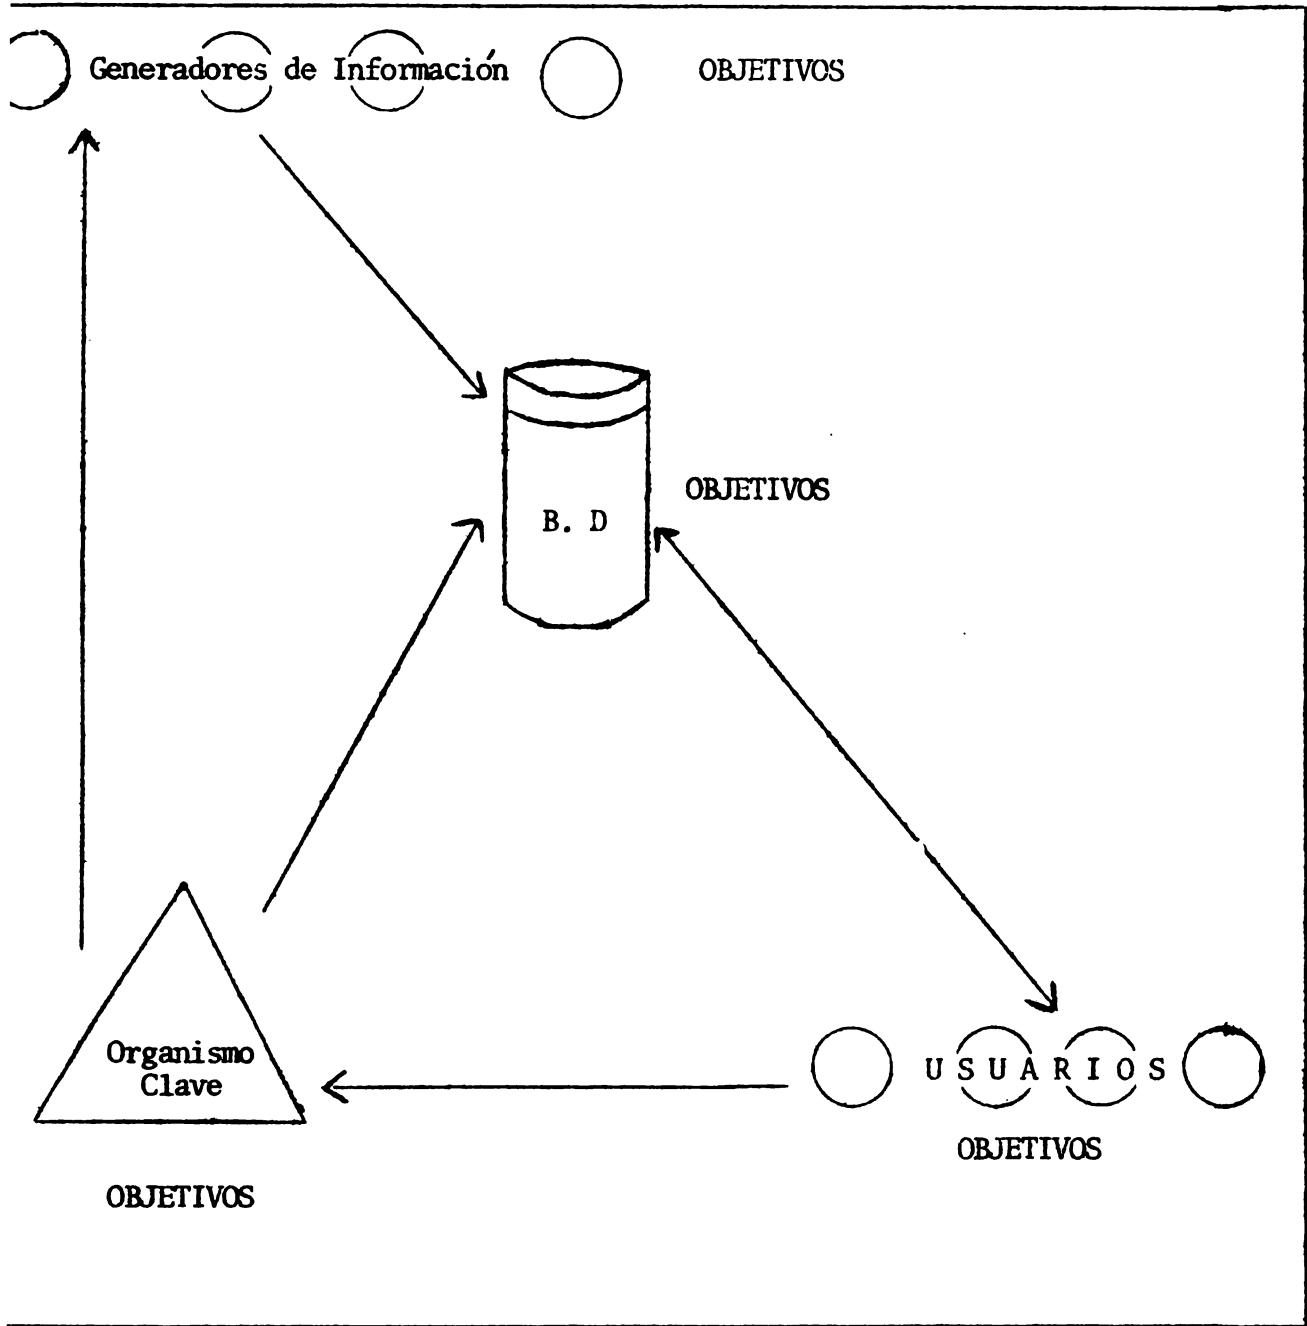 Generadores de Información
OBJETIVOS
OBJETIVOS
B. D
Organismo
Clave
U S U A R I O S
OBJETIVOS
OBJETIVOS